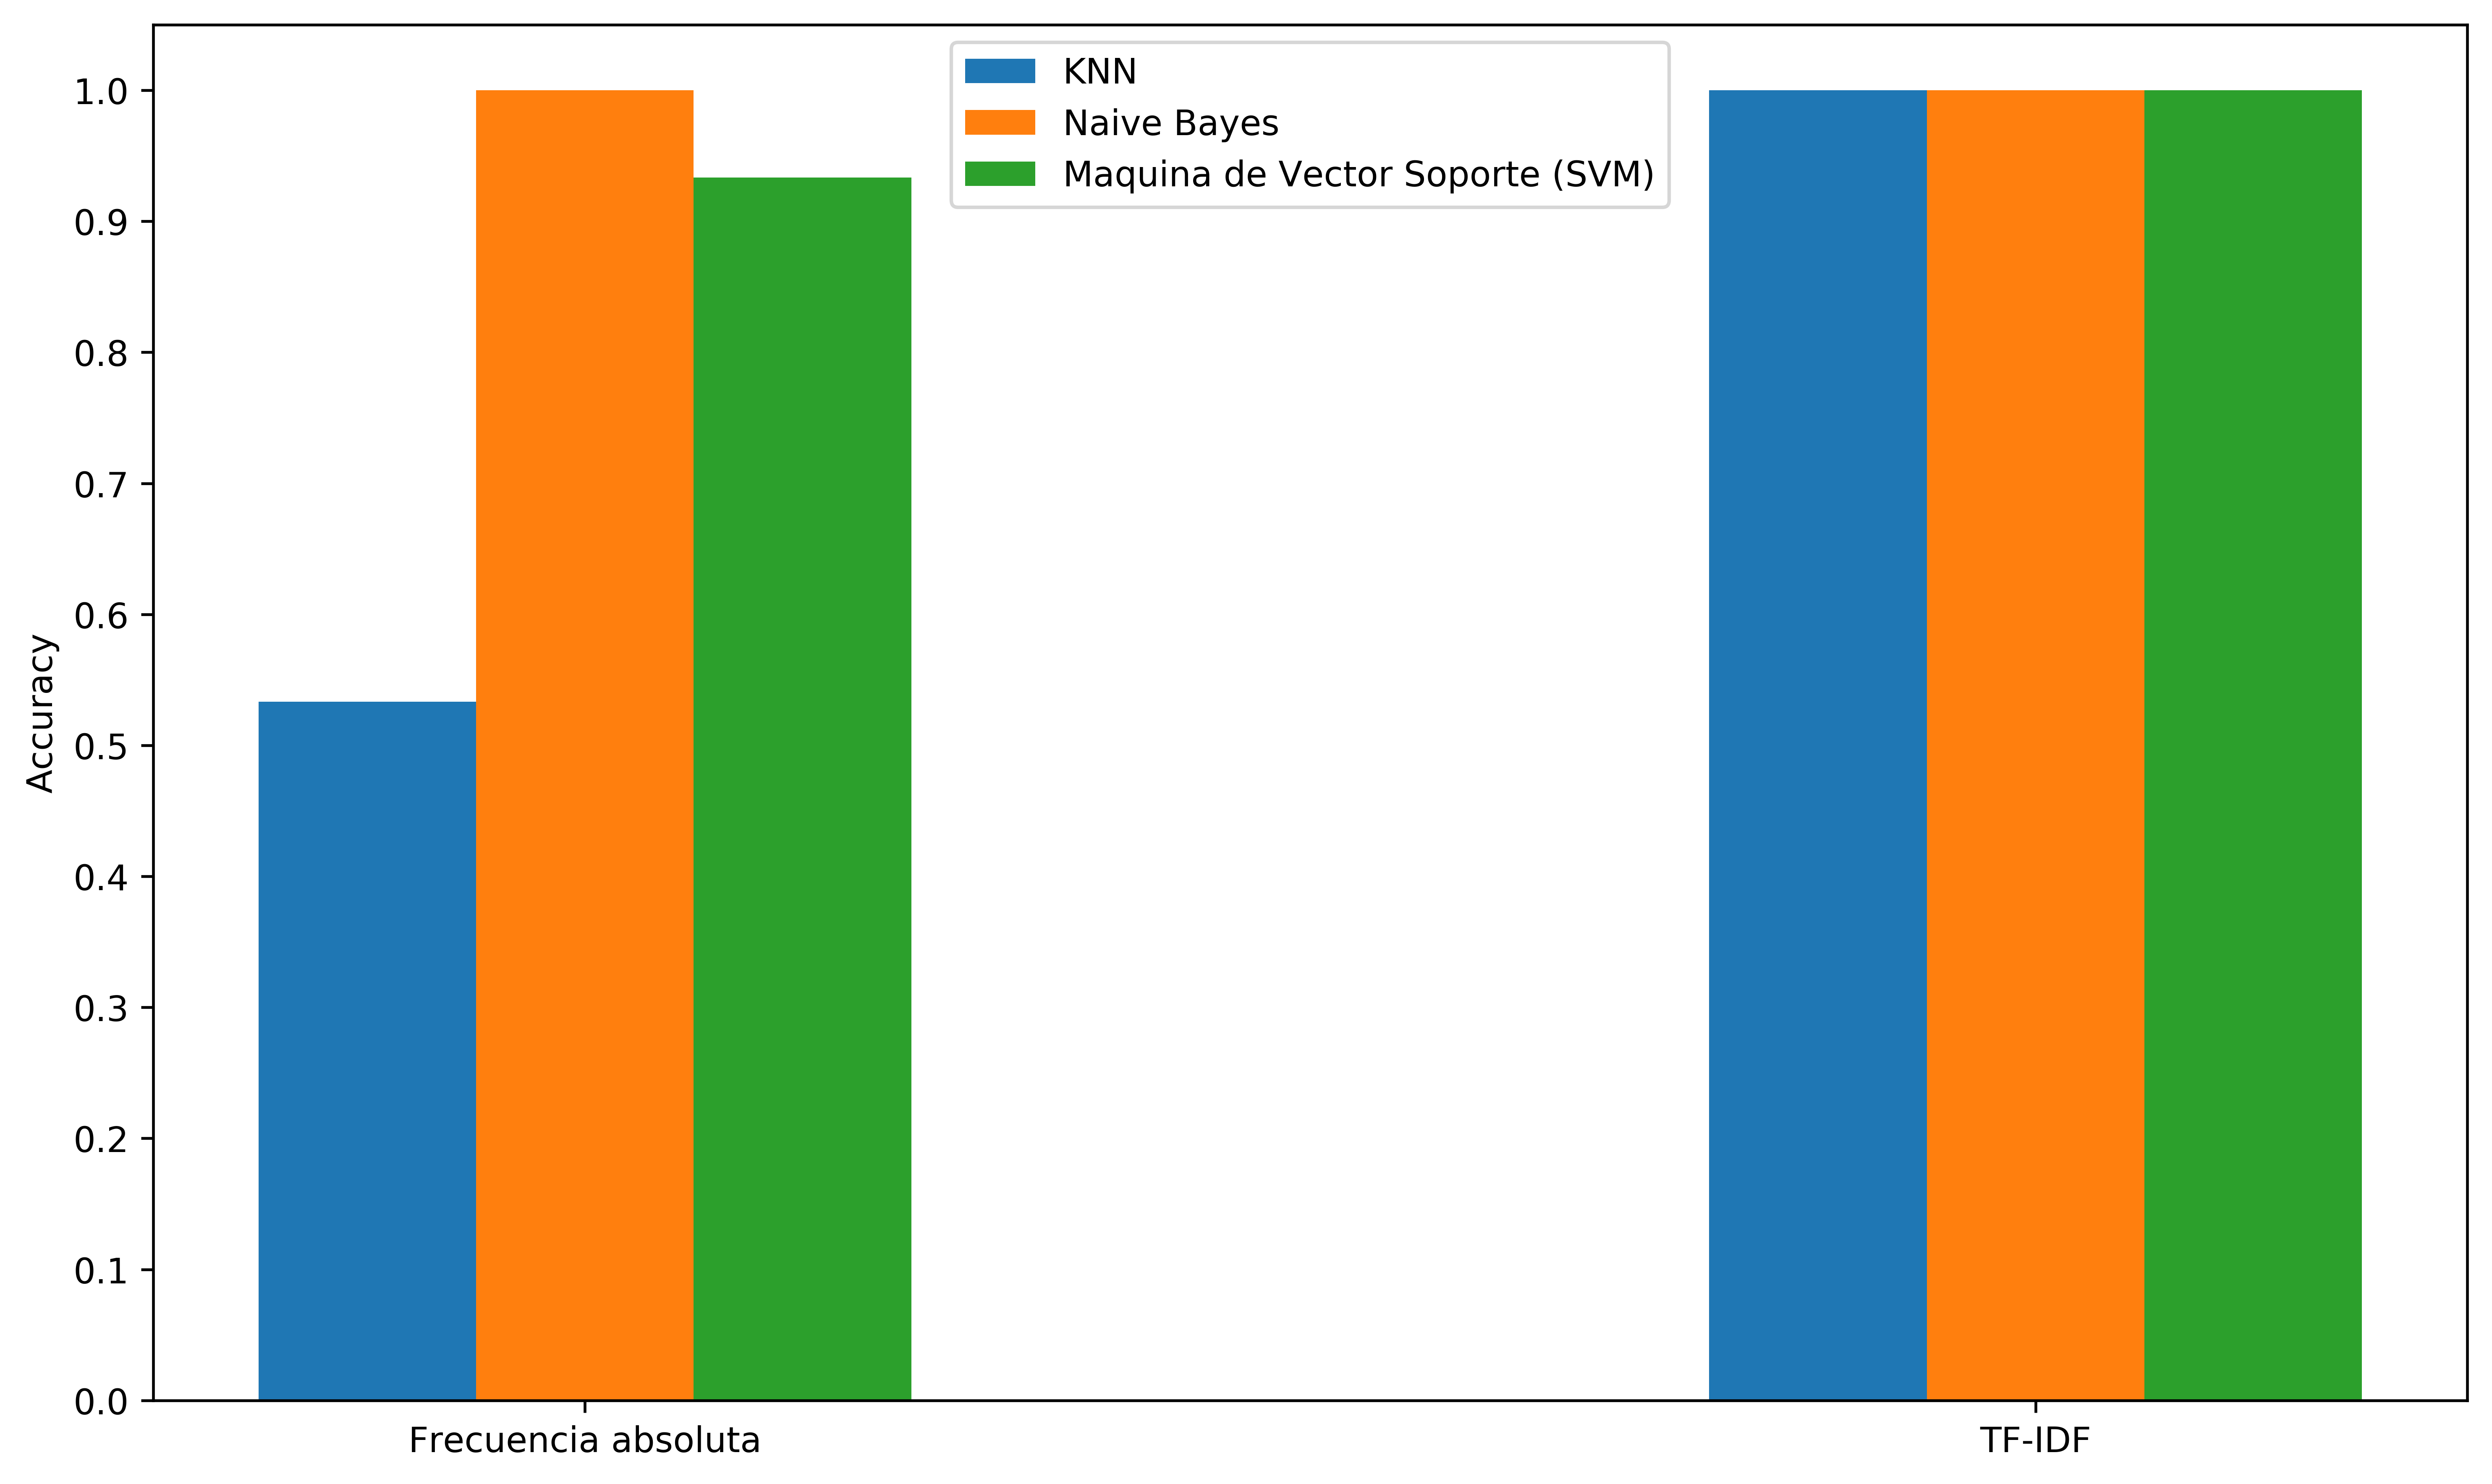 KNN
Naive Bayes
Maquina de Vector Soporte (SVM)
Accuracy
1.0
0.9
0.8
0.7
0.6
0.5
0.4
0.3
0.2
0.1
0.0
Frecuencia absoluta
TF-IDF